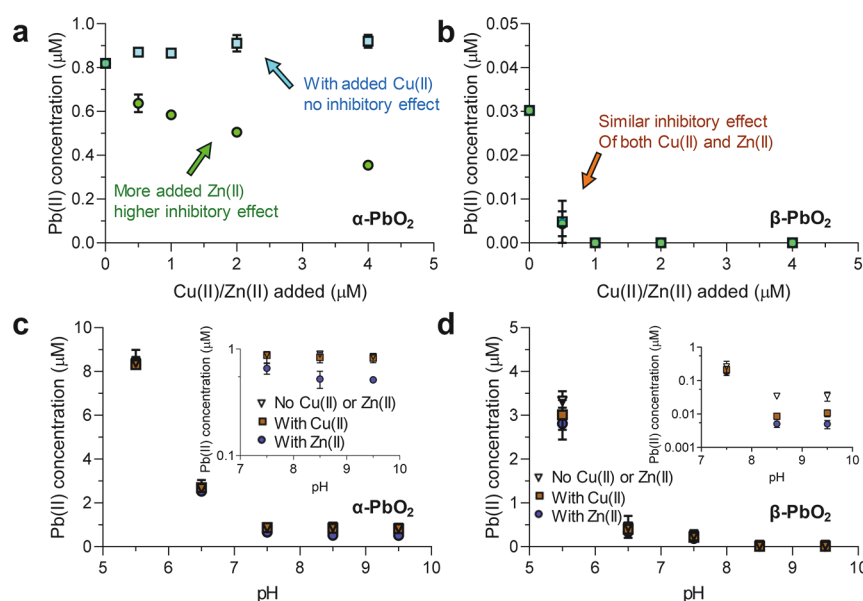 a
Pb(II) concentration (μM)
1.0
0.8
0.6
0.4
0.2
0.0
With added Cu(II)
no inhibitory effect
More added Zn(II)
higher inhibitory effect
α-PbO₂
0 1 2 3 4 5
Cu(II)/Zn(II) added (μM)
b
Pb(II) concentration (μM)
0.04
0.03
0.02
0.01
0.005
0.00
Similar inhibitory effect
Of both Cu(II) and Zn(II)
β-PbO₂
0 1 2 3 4 5
Cu(II)/Zn(II) added (μM)
c
Pb(II) concentration (μM)
10
8
6
4
2
0
Pb(II) concentration (μM)
1
0.1
No Cu(II) or Zn(II)
With Cu(II)
With Zn(II)
7 8 9 10
pH
α-PbO₂
5 6 7 8 9 10
pH
d
Pb(II) concentration (μM)
5
4
3
2
1
0
Pb(II) concentration (μM)
1
0.1
0.01
0.001
7 8 9 10
pH
No Cu(II) or Zn(II)
With Cu(II)
With Zn(II)
β-PbO₂
5 6 7 8 9 10
pH